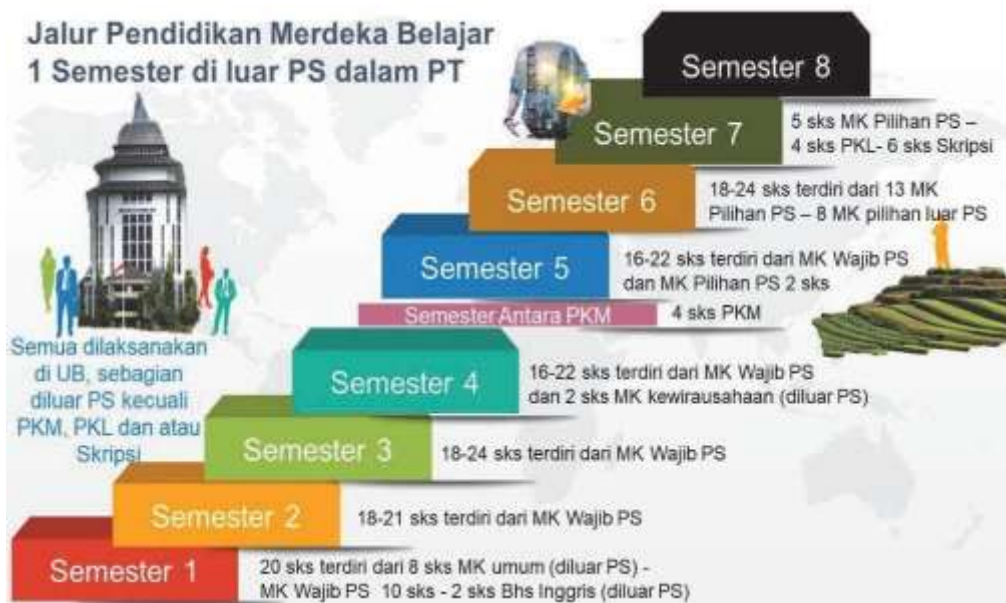 Jalur Pendidikan Merdeka Belajar
1 Semester di luar PS dalam PT
Semester 8
Semester 7
5 sks MK Pilihan PS –
4 sks PKL- 6 sks Skripsi
Semester 6
18-24 sks terdiri dari 13 MK
Pilihan PS – 8 MK pilihan luar PS
Semester 5
16-22 sks terdiri dari MK Wajib PS
dan MK Pilihan PS 2 sks
Semester Antara PKM
4 sks PKM
Semua dilaksanakan
di UB, sebagian
diluar PS kecuali
PKM, PKL dan atau
Skripsi
Semester 4
16-22 sks terdiri dari MK Wajib PS
dan 2 sks MK kewirausahaan (diluar PS)
Semester 3
18-24 sks terdiri dari MK Wajib PS
Semester 2
18-21 sks terdiri dari MK Wajib PS
Semester 1
20 sks terdiri dari 8 sks MK umum (diluar PS) -
MK Wajib PS 10 sks - 2 sks Bhs Inggris (diluar PS)